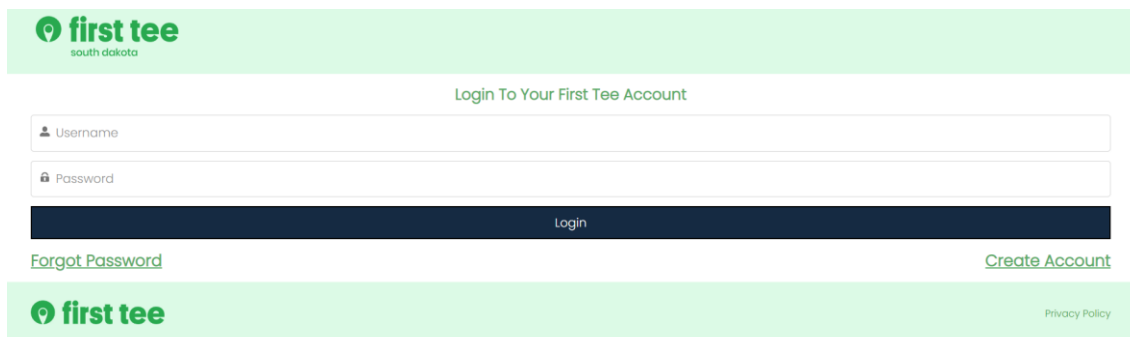 first tee
south dakota
Login To Your First Tee Account
Username
Password
Login
Forgot Password Create Account
first tee Privacy Policy